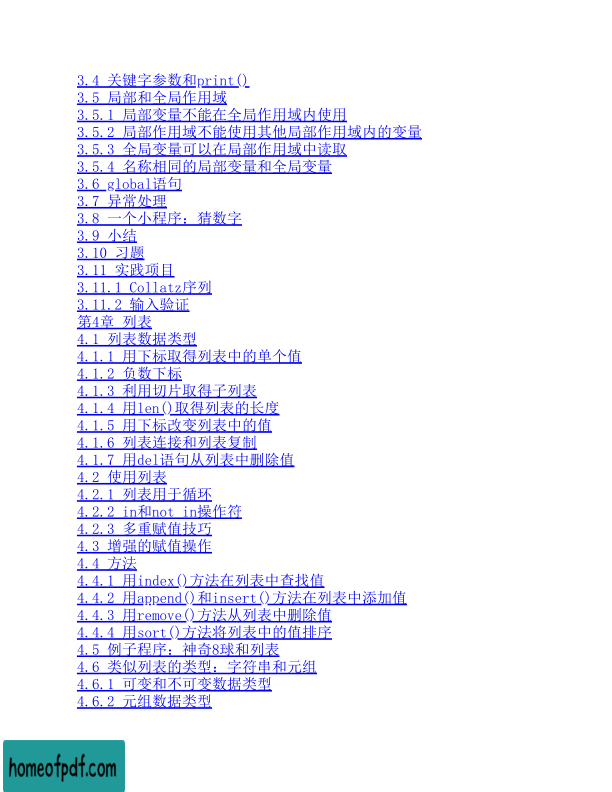 3.4 关键字参数和print()
3.5 局部和全局作用域
3.5.1 局部变量不能在全局作用域内使用
3.5.2 局部作用域不能使用其他局部作用域内的变量
3.5.3 全局变量可以在局部作用域中读取
3.5.4 名称相同的局部变量和全局变量
3.6 global语句
3.7 异常处理
3.8 一个小程序：猜数字
3.9 小结
3.10 习题
3.11 实践项目
3.11.1 Collatz序列
3.11.2 输入验证
第4章 列表
4.1 列表数据类型
4.1.1 用下标取得列表中的单个值
4.1.2 负数下标
4.1.3 利用切片取得子列表
4.1.4 用len()取得列表的长度
4.1.5 用下标改变列表中的值
4.1.6 列表连接和列表复制
4.1.7 用del语句从列表中删除值
4.2 使用列表
4.2.1 列表用于循环
4.2.2 in和not in操作符
4.2.3 多重赋值技巧
4.3 增强的赋值操作
4.4 方法
4.4.1 用index()方法在列表中查找值
4.4.2 用append()和insert()方法在列表中添加值
4.4.3 用remove()方法从列表中删除值
4.4.4 用sort()方法将列表中的值排序
4.5 例子程序：神奇8球和列表
4.6 类似列表的类型：字符串和元组
4.6.1 可变和不可变数据类型
4.6.2 元组数据类型
homeofpdf.com